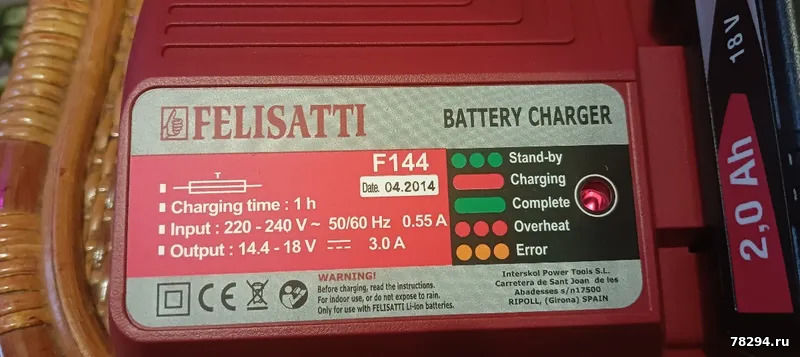 FELISATTI
BATTERY CHARGER
T
Charging time : 1 h
Input : 220 - 240 V ~ 50/60 Hz 0.55 A
Output : 14.4 - 18 V 3.0 A
F144
Date. 04.2014
Stand-by
Charging
Complete
Overheat
Error
CE
WARNING!
Before charging, read the instructions.
For indoor use, or do not expose to rain.
Only for use with FELISATTI Li-ion batteries.
Interskol Power Tools S.L.
Carretera de Sant Joan de les
Abadesses s/n17500
RIPOLL, (Girona) SPAIN
18V
2,0 Ah
78294.ru